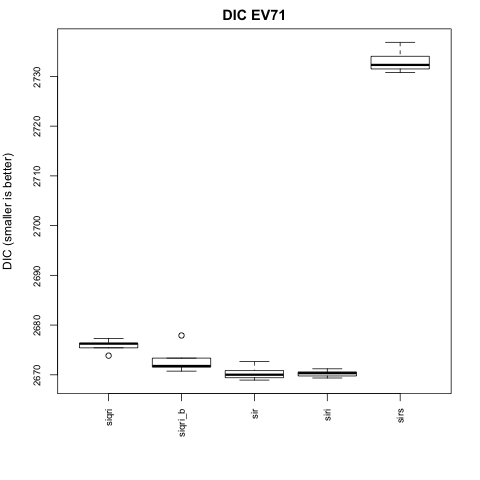 DIC EV71
DIC (smaller is better)
2730
2720
2710
2700
2690
2680
2670
siqri
siqri_b
sir
siri
sirs